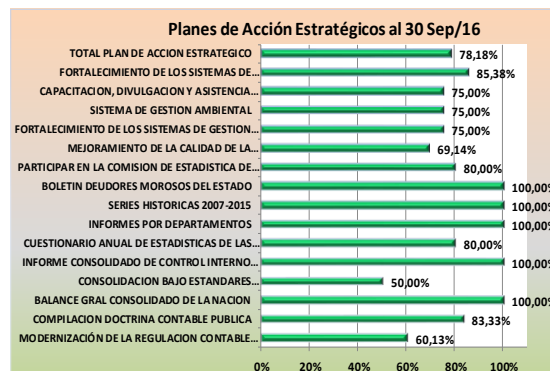 Planes de Acción Estratégicos al 30 Sep/16
TOTAL PLAN DE ACCION ESTRATEGICO 78,18%
FORTALECIMIENTO DE LOS SISTEMAS DE... 85,38%
CAPACITACION, DIVULGACION Y ASISTENCIA... 75,00%
SISTEMA DE GESTION AMBIENTAL 75,00%
FORTALECIMIENTO DE LOS SISTEMAS DE GESTION... 75,00%
MEJORAMIENTO DE LA CALIDAD DE LA... 69,14%
PARTICIPAR EN LA COMISION DE ESTADISTICA DE... 80,00%
BOLETIN DEUDORES MOROSOS DEL ESTADO 100,00%
SERIES HISTORICAS 2007-2015 100,00%
INFORMES POR DEPARTAMENTOS 100,00%
CUESTIONARIO ANUAL DE ESTADISTICAS DE LAS... 80,00%
INFORME CONSOLIDADO DE CONTROL INTERNO... 100,00%
CONSOLIDACION BAJO ESTANDARES... 50,00%
BALANCE GRAL CONSOLIDADO DE LA NACION 100,00%
COMPILACION DOCTRINA CONTABLE PUBLICA 83,33%
MODERNIZACIÓN DE LA REGULACION CONTABLE... 60,13%
0% 20% 40% 60% 80% 100%